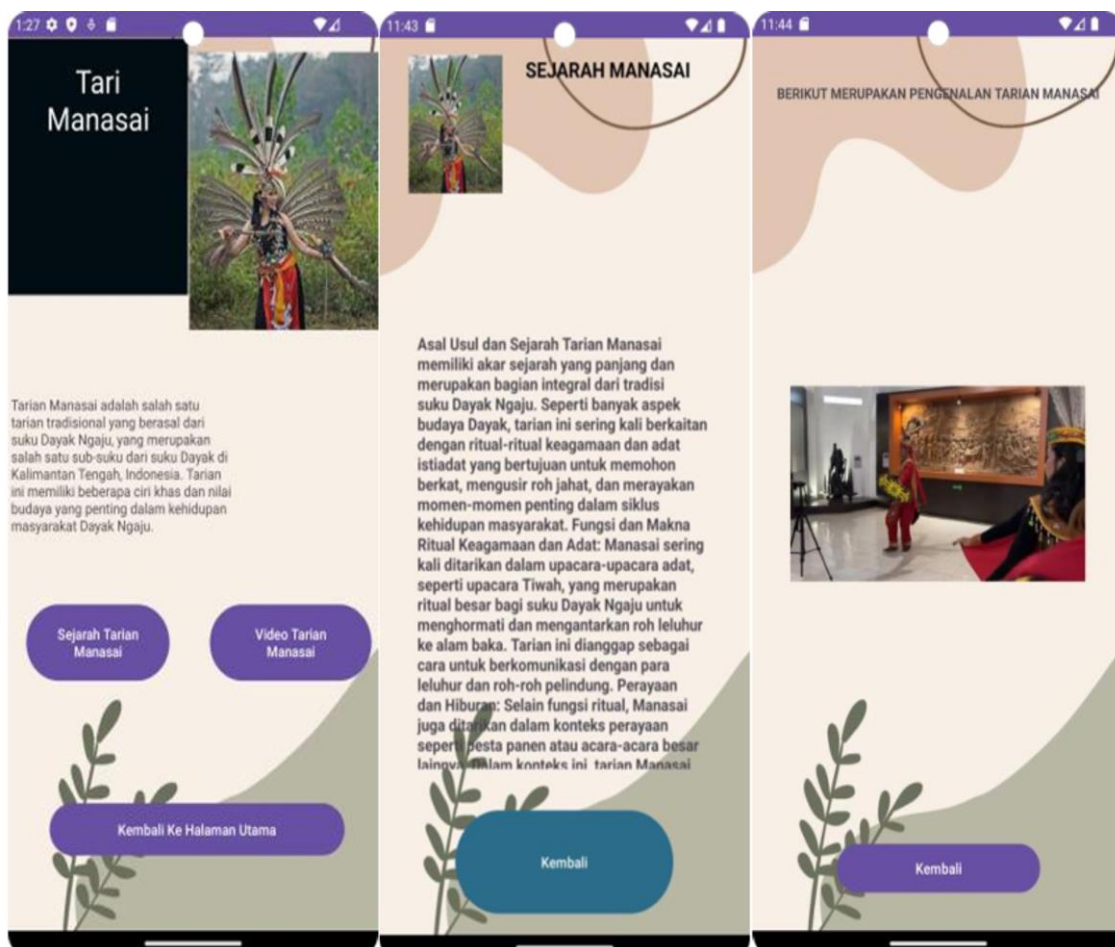 1:27
Tari
Manasai
Tarian Manasai adalah salah satu
tarian tradisional yang berasal dari
suku Dayak Ngaju, yang merupakan
salah satu sub-suku dari suku Dayak di
Kalimantan Tengah, Indonesia. Tarian
ini memiliki beberapa ciri khas dan nilai
budaya yang penting dalam kehidupan
masyarakat Dayak Ngaju.
Sejarah Tarian
Manasai
Video Tarian
Manasai
Kembali Ke Halaman Utama
11:43
SEJARAH MANASAI
Asal Usul dan Sejarah Tarian Manasai
memiliki akar sejarah yang panjang dan
merupakan bagian integral dari tradisi
suku Dayak Ngaju. Seperti banyak aspek
budaya Dayak, tarian ini sering kali berkaitan
dengan ritual-ritual keagamaan dan adat
istiadat yang bertujuan untuk memohon
berkat, mengusir roh jahat, dan merayakan
momen-momen penting dalam siklus
kehidupan masyarakat. Fungsi dan Makna
Ritual Keagamaan dan Adat: Manasai sering
kali ditarikan dalam upacara-upacara adat,
seperti upacara Tiwah, yang merupakan
ritual besar bagi suku Dayak Ngaju untuk
menghormati dan mengantarkan roh leluhur
ke alam baka. Tarian ini dianggap sebagai
cara untuk berkomunikasi dengan para
leluhur dan roh-roh pelindung. Perayaan
dan Hiburan: Selain fungsi ritual, Manasai
juga ditarikan dalam konteks perayaan
seperti pesta panen atau acara-acara besar
lainnya. Dalam konteks ini, tarian Manasai
Kembali
11:44
BERIKUT MERUPAKAN PENGENALAN TARIAN MANASAI
Kembali